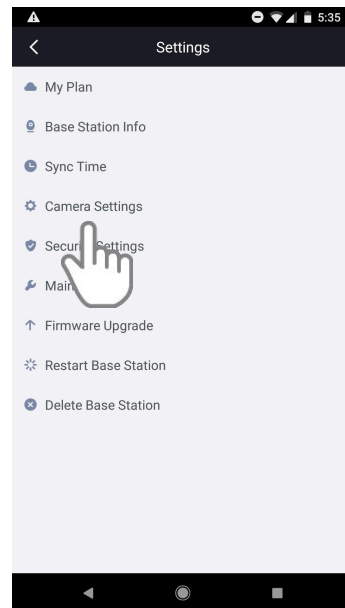 5:35
Settings
My Plan
Base Station Info
Sync Time
Camera Settings
Settings
Firmware Upgrade
Restart Base Station
Delete Base Station